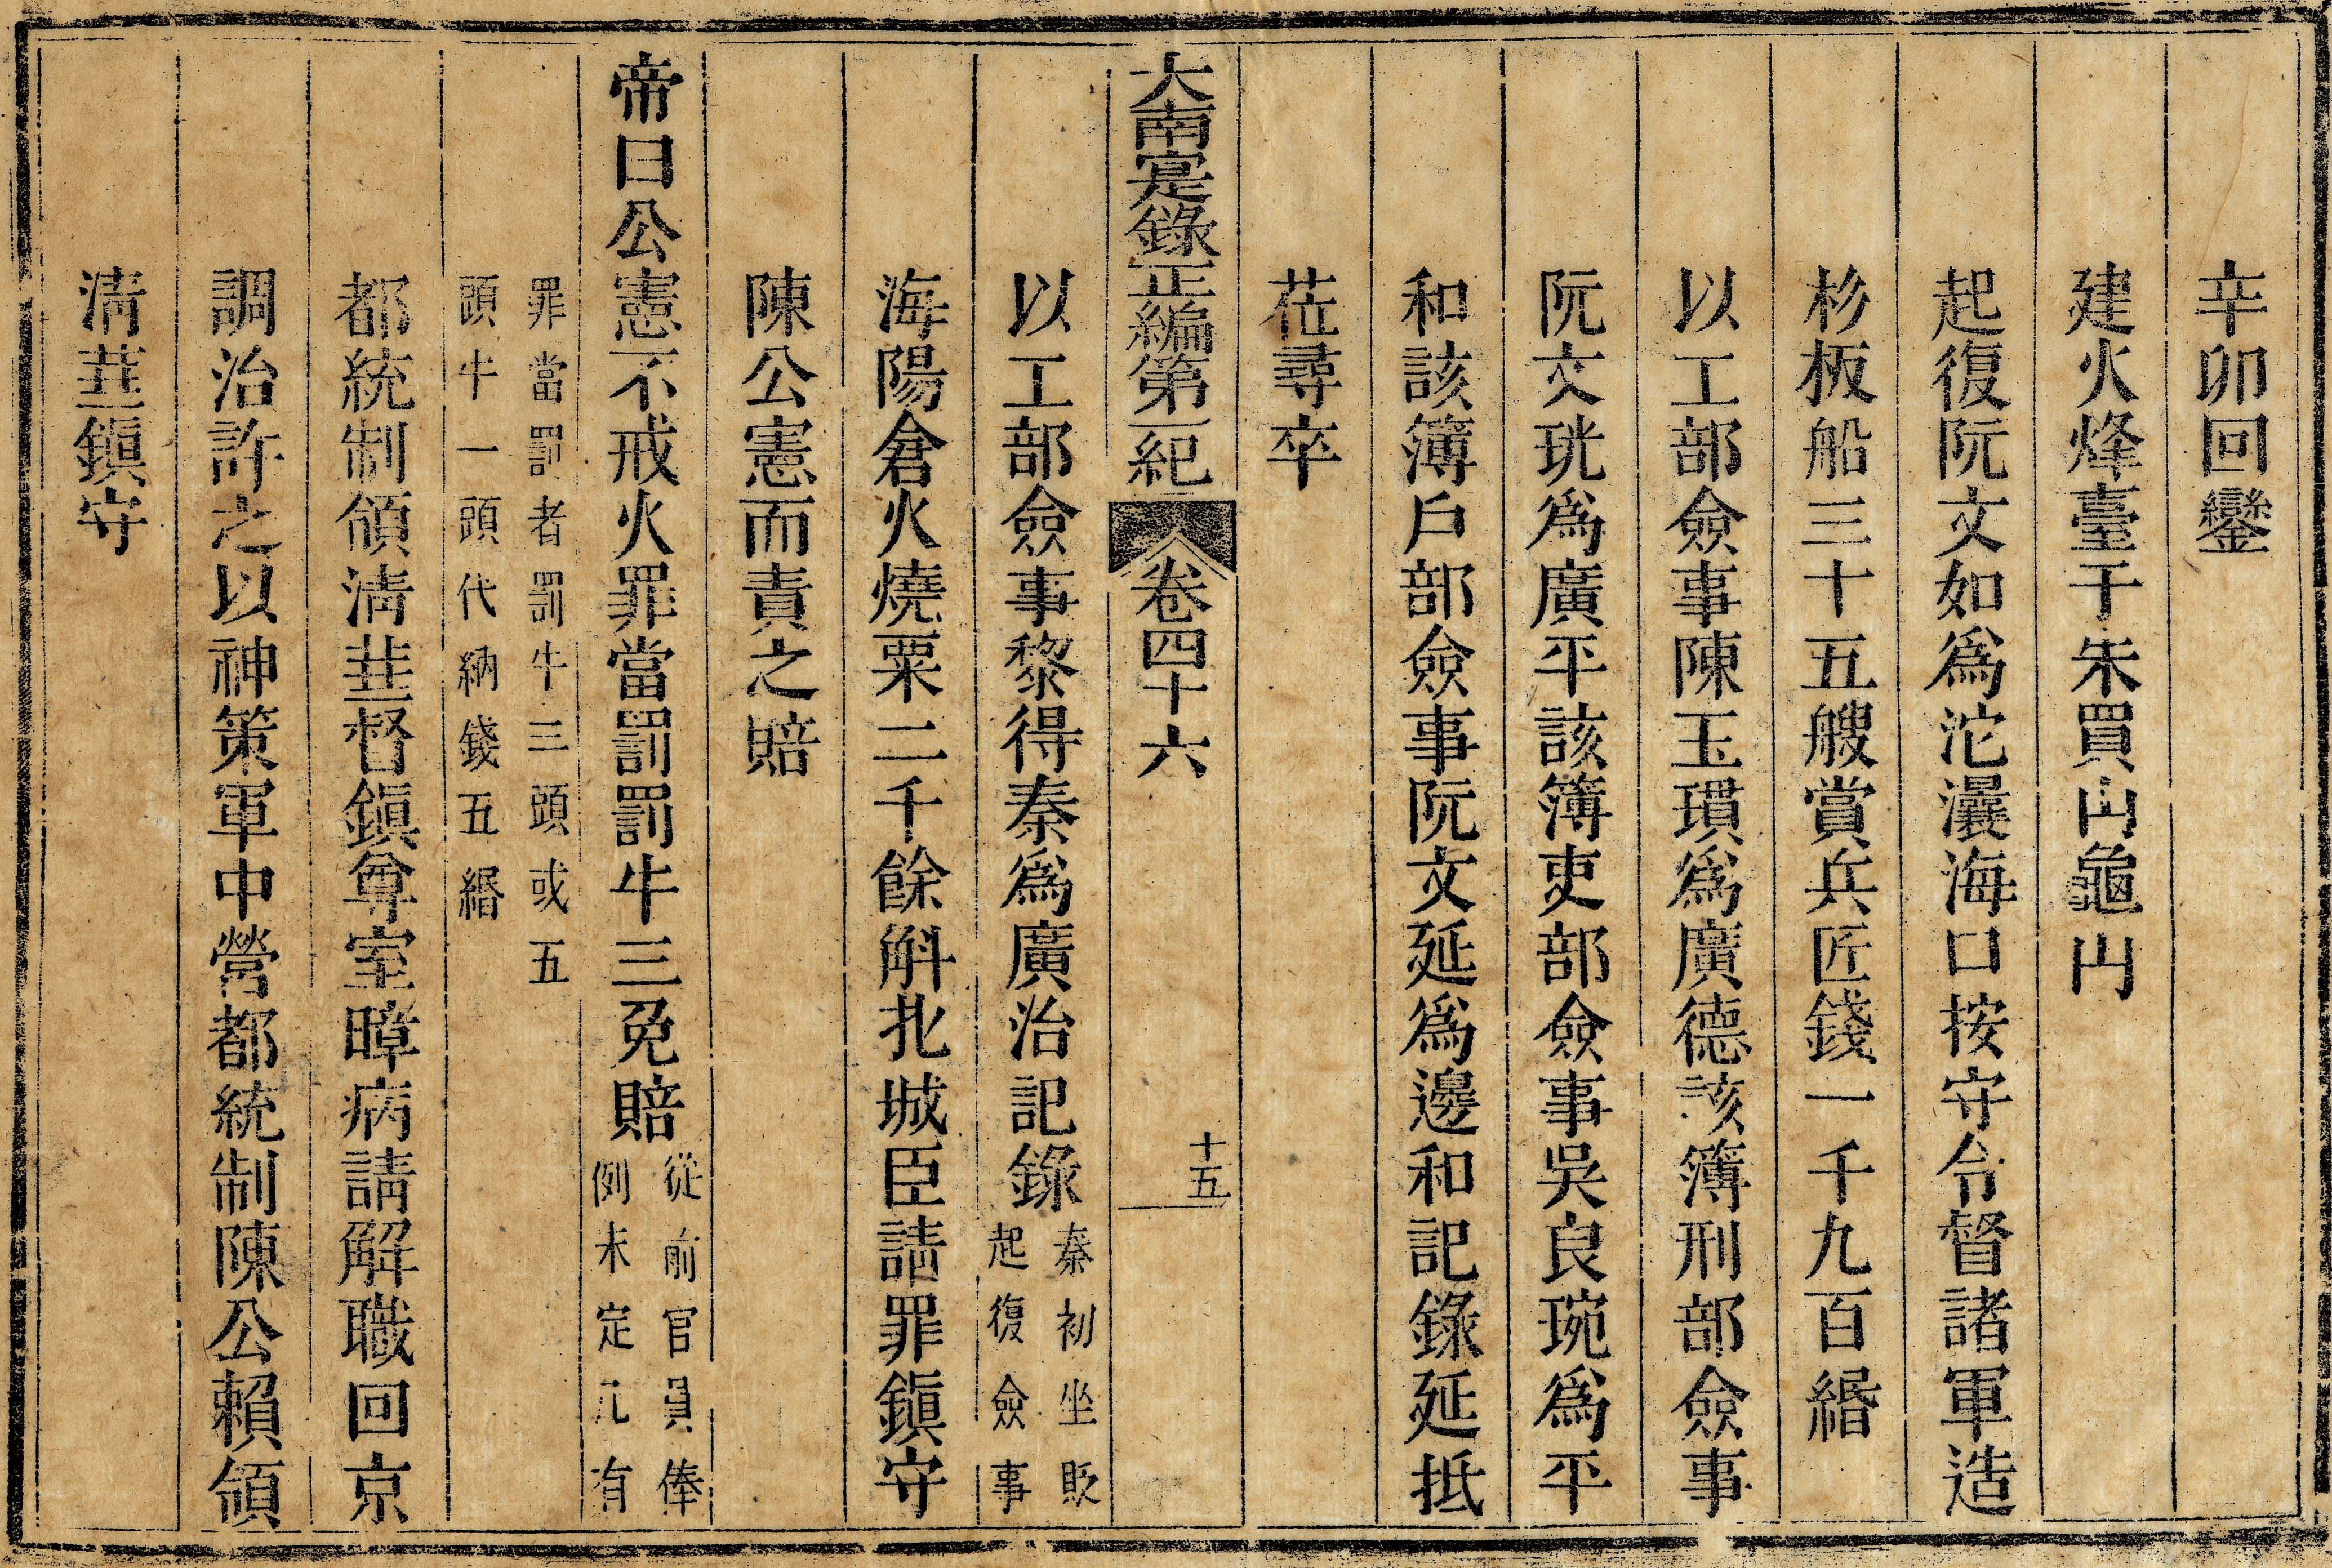 辛卯回鑾
建火烽臺于朱買山龜山
起復阮文如為沱㶞海口按守令督諸軍造
杉板船三十五艘賞兵匠錢一千九百緡
以工部僉事陳玉瑻為廣德該簿刑部僉事
阮文珖為廣平該簿吏部僉事吳良琬為平
和該簿戶部僉事阮文延為邊和記錄延抵
莅尋卒
大南寔錄正編第一紀 卷四十六 十五
以工部僉事黎得秦為廣治記錄 秦初坐貶
起復僉事
海陽倉火燒粟二千餘斛北城臣請罪鎮守
陳公憲而責之賠
帝曰公憲不戒火罪當罰罰牛三免賠 從前官員俸
例未定凡有
罪當罰者罰牛三頭或五
頭牛一頭代納錢五緡
都統制領清華督鎮尊室暲病請解職回京
調治許之以神策軍中營都統制陳公賴領
清華鎮守